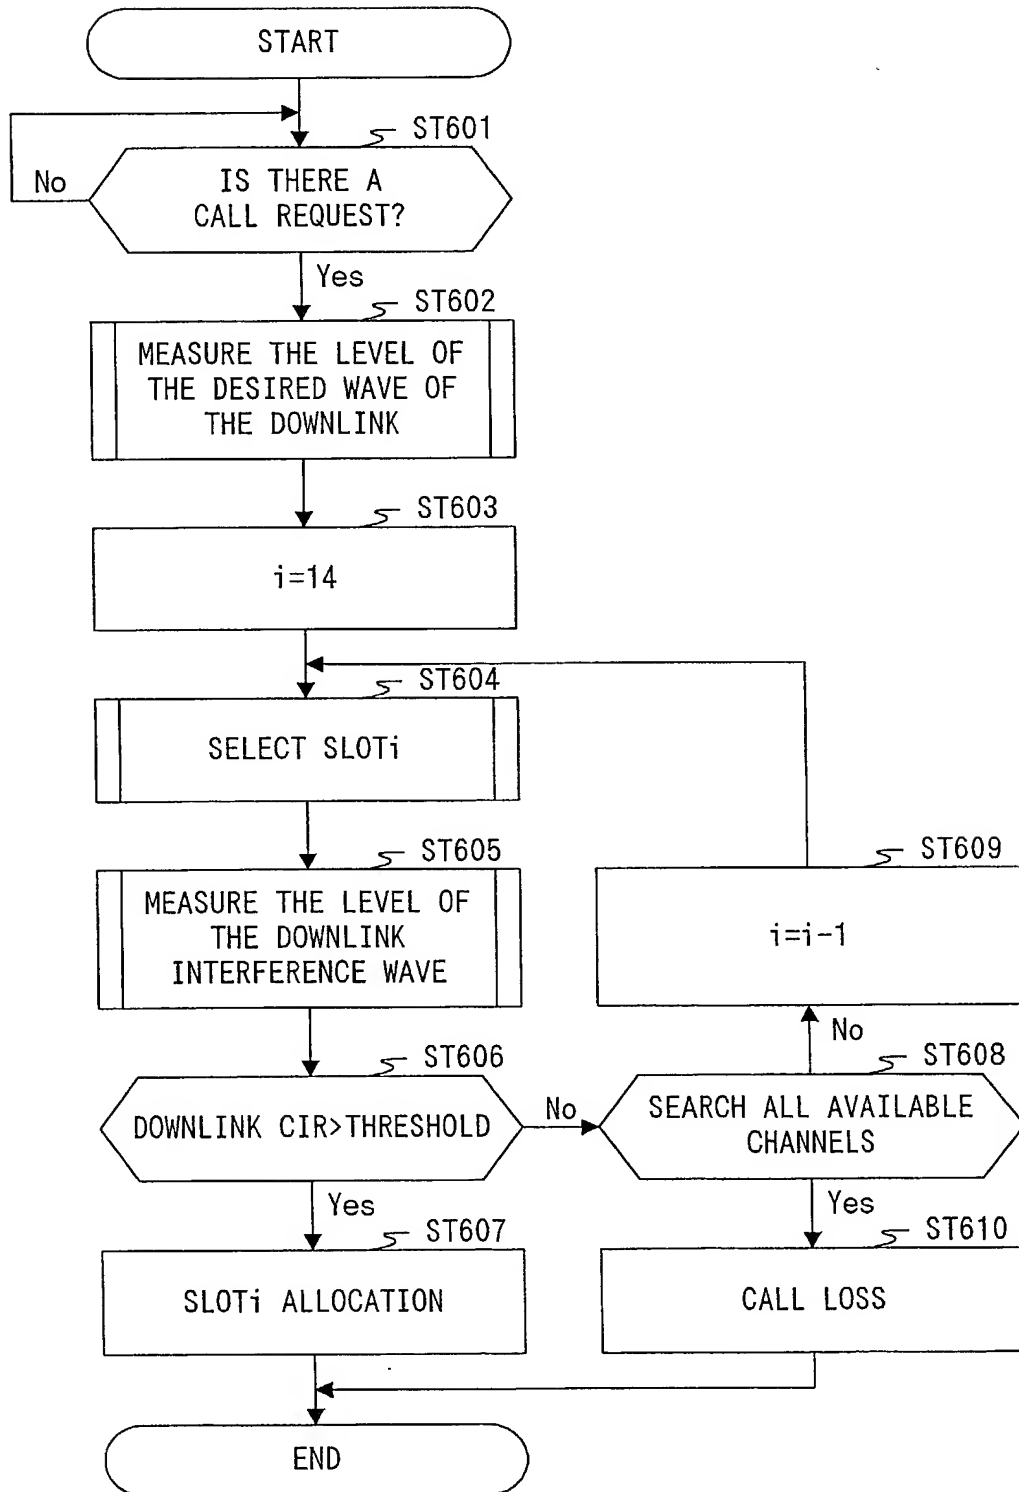 START
ST601
No
IS THERE A
CALL REQUEST?
Yes
ST602
MEASURE THE LEVEL OF
THE DESIRED WAVE OF
THE DOWNLINK
ST603
i=14
ST604
SELECT SLOTi
ST605
MEASURE THE LEVEL OF
THE DOWNLINK
INTERFERENCE WAVE
ST609
i=i-1
No
ST606
DOWNLINK CIR>THRESHOLD
No
ST608
SEARCH ALL AVAILABLE
CHANNELS
Yes
Yes
ST607
SLOTi ALLOCATION
ST610
CALL LOSS
END